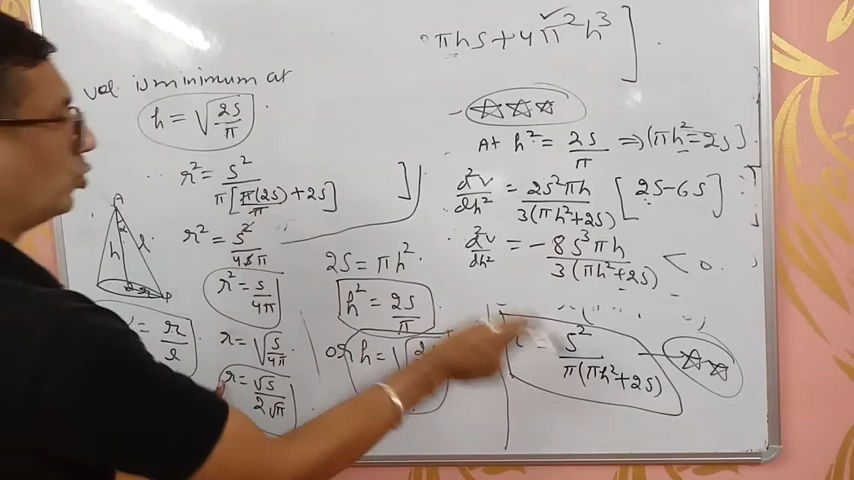 πhs+4π²h³]
vol is minimum at
h = √(2s/π)
r² = s²/π[π(2s)/π+2s]
r² = s²/4sπ
r² = s/4π
r = √(s/4π)
r = √s/2√π
A
h
l
2s = πh²
h² = 2s/π
or h = √
At h² = 2s/π ⇒ (πh² = 2s]
d²v/dh² = 2s²πh/3(πh²+2s) [2s-6s]
d²v/dh² = -8s³πh/3(πh²+2s) < 0.
= s²/π(πh²+2s)